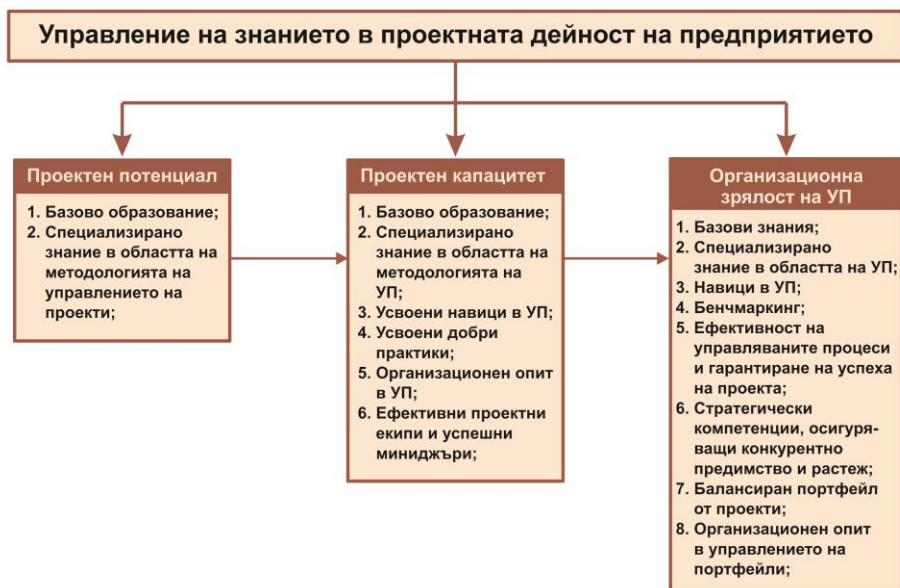 Управление на знанието в проектната дейност на предприятието
Проектен потенциал
1. Базово образование;
2. Специализирано
знание в областта на
методологията на
управлението на
проекти;
Проектен капацитет
1. Базово образование;
2. Специализирано
знание в областта на
методологията на
УП;
3. Усвоени навици в УП;
4. Усвоени добри
практики;
5. Организационен опит
в УП;
6. Ефективни проектни
екипи и успешни
миниджъри;
Организационна
зрялост на УП
1. Базови знания;
2. Специализирано
знание в областта на УП;
3. Навици в УП;
4. Бенчмаркинг;
5. Ефективност на
управляваните процеси
и гарантиране на успеха
на проекта;
6. Стратегически
компетенции, осигуря-
ващи конкурентно
предимство и растеж;
7. Балансиран портфейл
от проекти;
8. Организационен опит
в управлението на
портфейли;